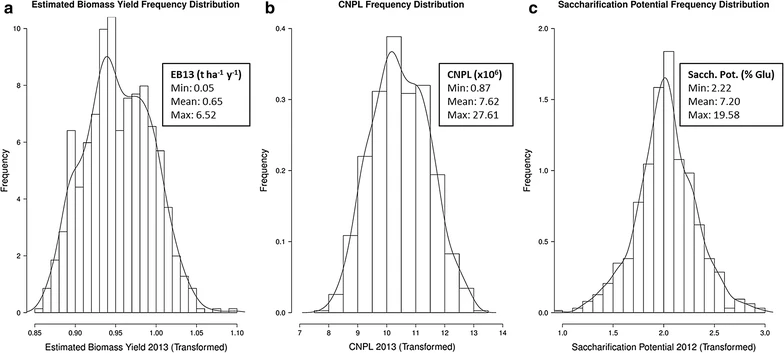 a
Estimated Biomass Yield Frequency Distribution
10
8
6
4
2
0
Frequency
EB13 (t ha⁻¹ y⁻¹)
Min: 0.05
Mean: 0.65
Max: 6.52
0.85 0.90 0.95 1.00 1.05 1.10
Estimated Biomass Yield 2013 (Transformed)
b
CNPL Frequency Distribution
0.4
0.3
0.2
0.1
0.0
Frequency
CNPL (x10⁶)
Min: 0.87
Mean: 7.62
Max: 27.61
7 8 9 10 11 12 13 14
CNPL 2013 (Transformed)
c
Saccharification Potential Frequency Distribution
1.5
1.0
0.5
0.0
Frequency
Sacch. Pot. (% Glu)
Min: 2.22
Mean: 7.20
Max: 19.58
1.0 1.5 2.0 2.5 3.0
Saccharification Potential 2012 (Transformed)